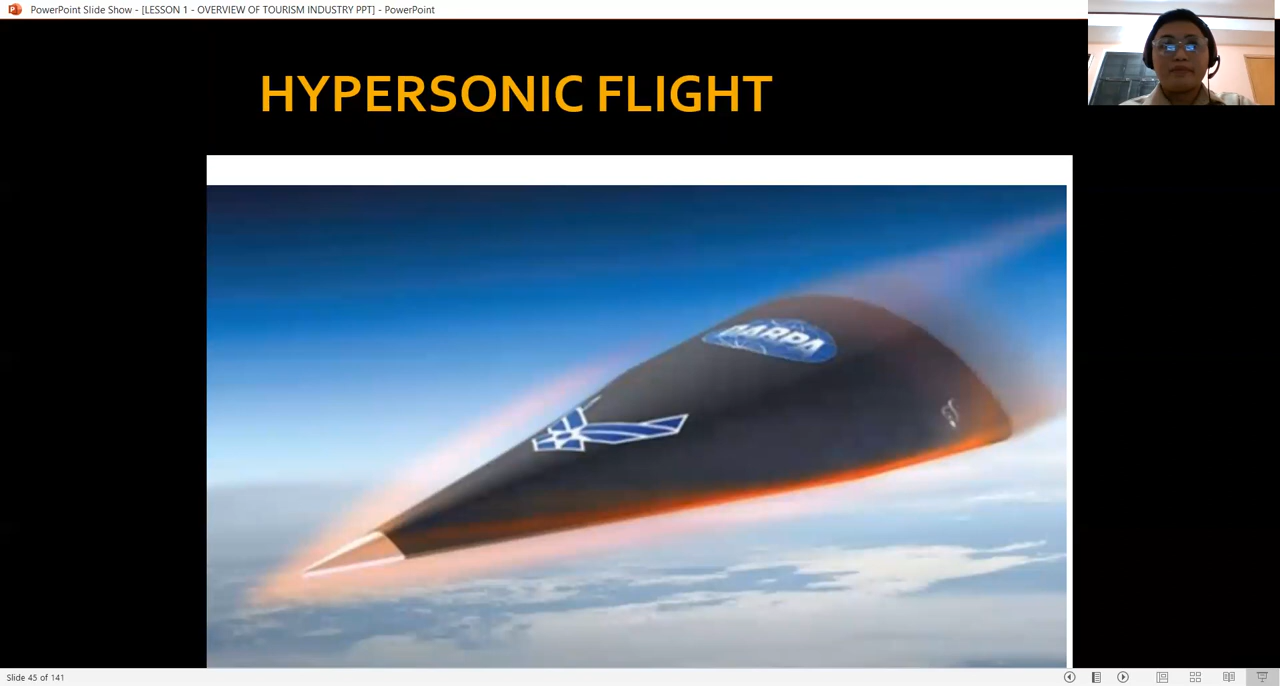 PowerPoint Slide Show - [LESSON 1 - OVERVIEW OF TOURISM INDUSTRY PPT] - PowerPoint
HYPERSONIC FLIGHT
DARPA
Slide 45 of 141